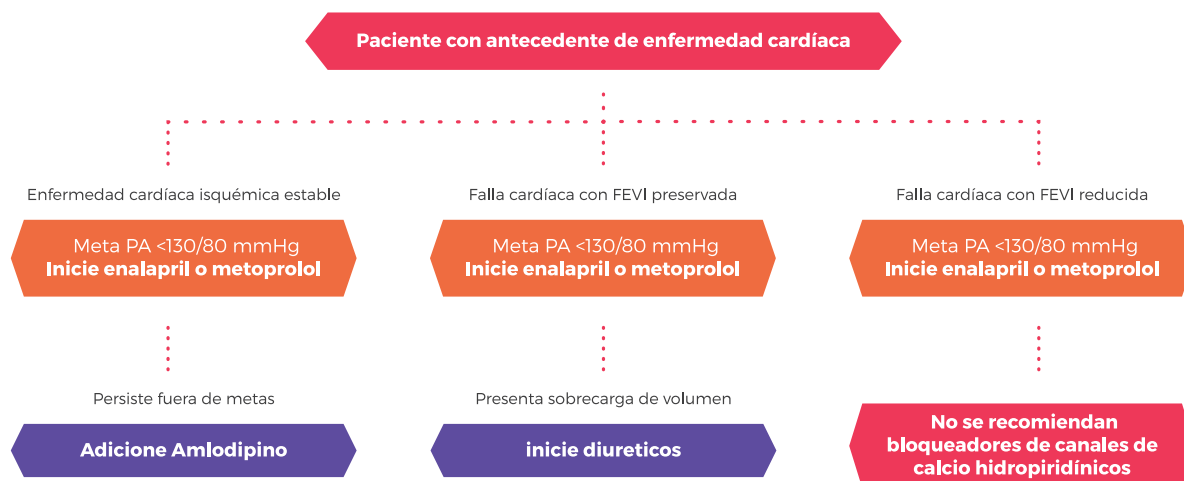 Paciente con antecedente de enfermedad cardíaca
Enfermedad cardíaca isquémica estable
Meta PA <130/80 mmHg
Inicie enalapril o metoprolol
Persiste fuera de metas
Adicione Amlodipino
Falla cardíaca con FEVI preservada
Meta PA <130/80 mmHg
Inicie enalapril o metoprolol
Presenta sobrecarga de volumen
inicie diureticos
Falla cardíaca con FEVI reducida
Meta PA <130/80 mmHg
Inicie enalapril o metoprolol
No se recomiendan
bloqueadores de canales de
calcio hidropiridínicos